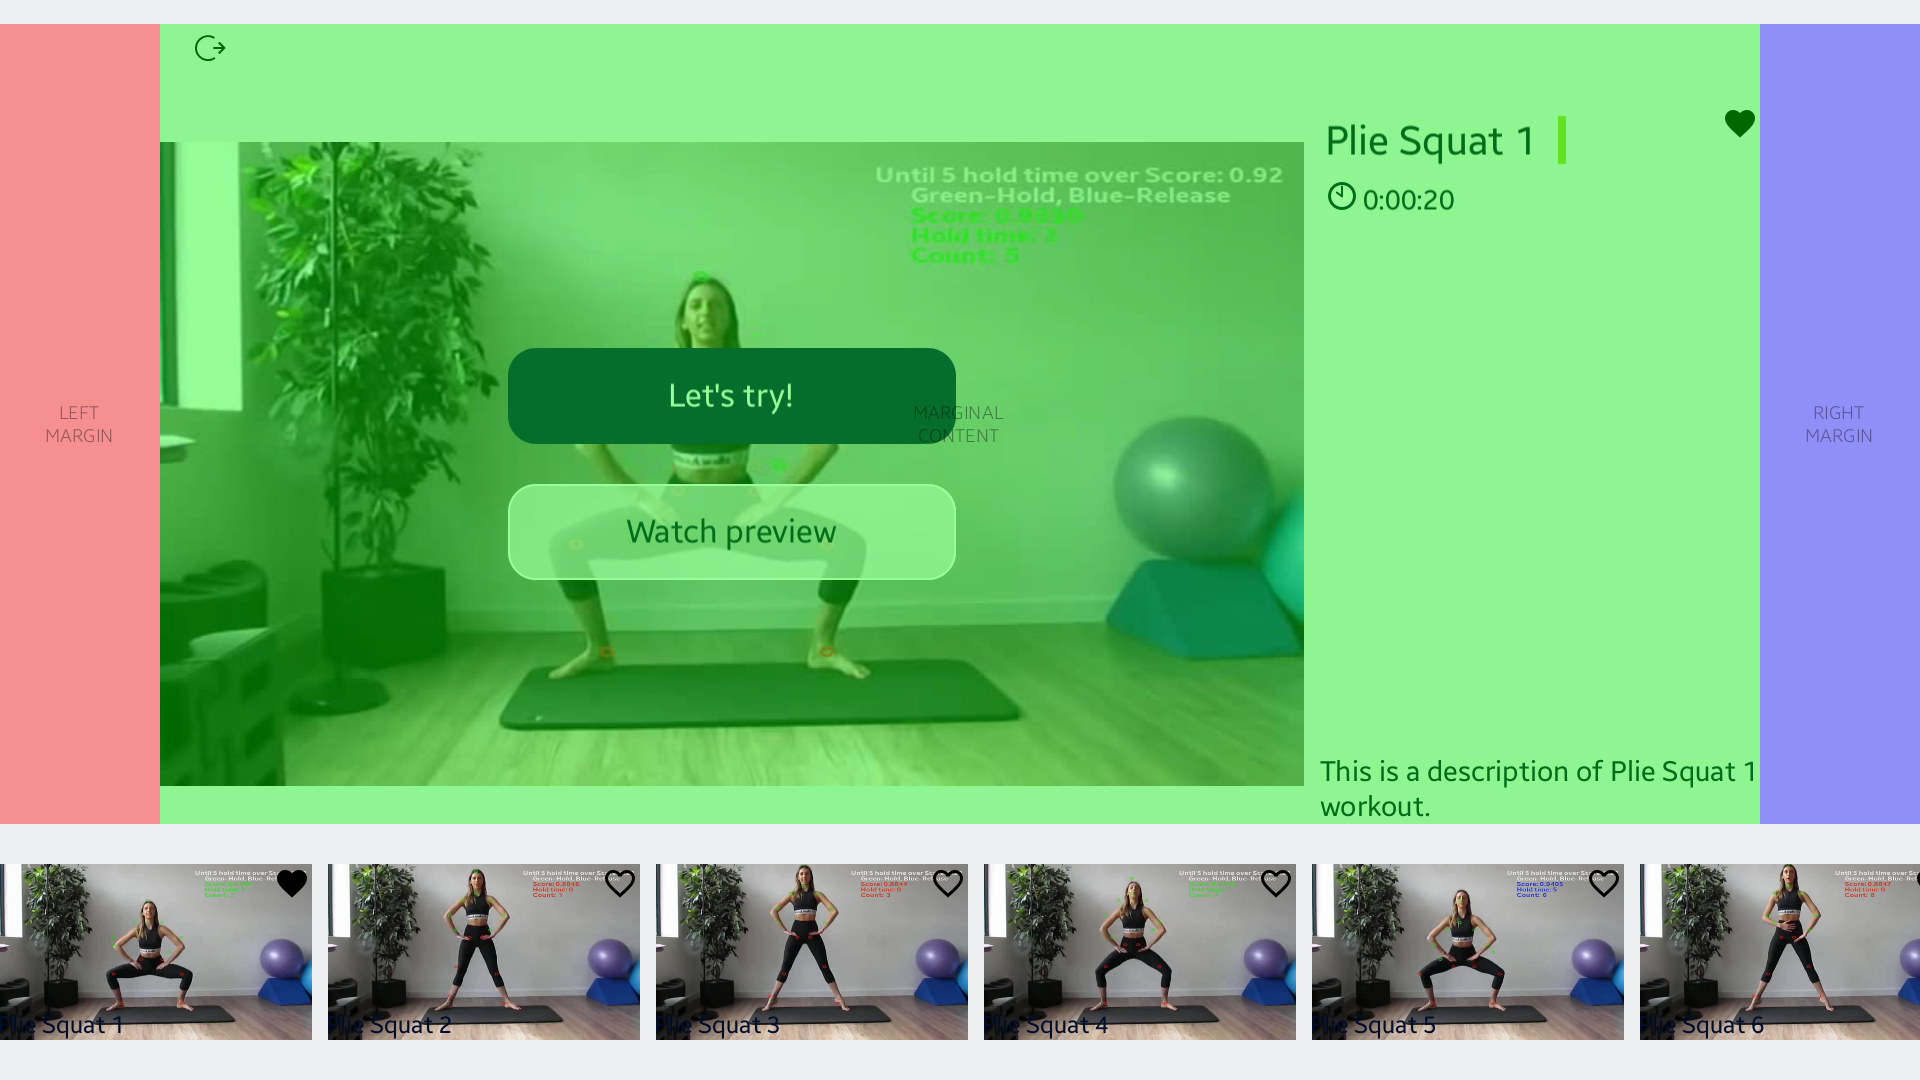 Plie Squat 1
0:00:20
Until 5 hold time over Score: 0.92
Green-Hold, Blue-Release
Score: 0.9310
Hold time: 2
Count: 5
Let's try!
LEFT
MARGIN
MARGINAL
CONTENT
RIGHT
MARGIN
Watch preview
This is a description of Plie Squat 1
workout.
Plie Squat 1
Plie Squat 2
Plie Squat 3
Plie Squat 4
Plie Squat 5
Plie Squat 6